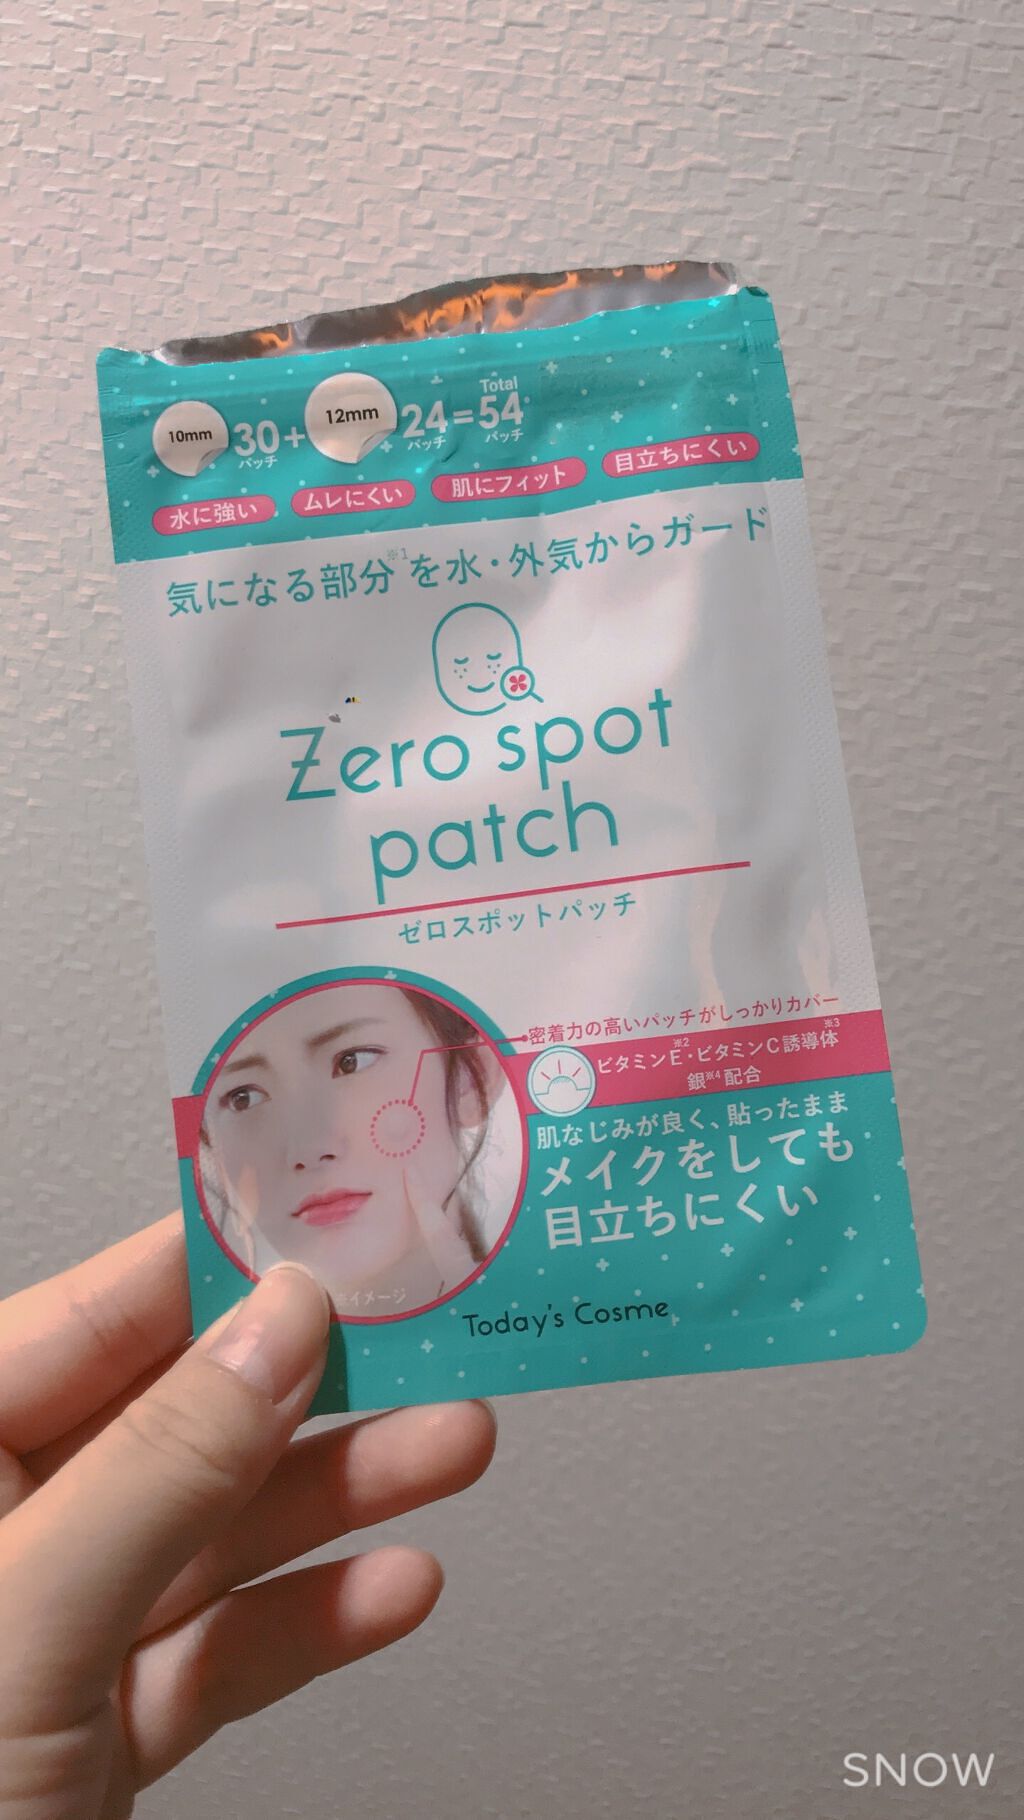 10mm 30パッチ + 12mm 24パッチ = Total 54パッチ
水に強い ムレにくい 肌にフィット 目立ちにくい
気になる部分※1を水・外気からガード
Zero spot
patch
ゼロスポットパッチ
密着力の高いパッチがしっかりカバー
ビタミンE※2・ビタミンC誘導体※3
銀※4配合
肌なじみが良く、貼ったまま
メイクをしても
目立ちにくい
※イメージ
Today's Cosme
SNOW